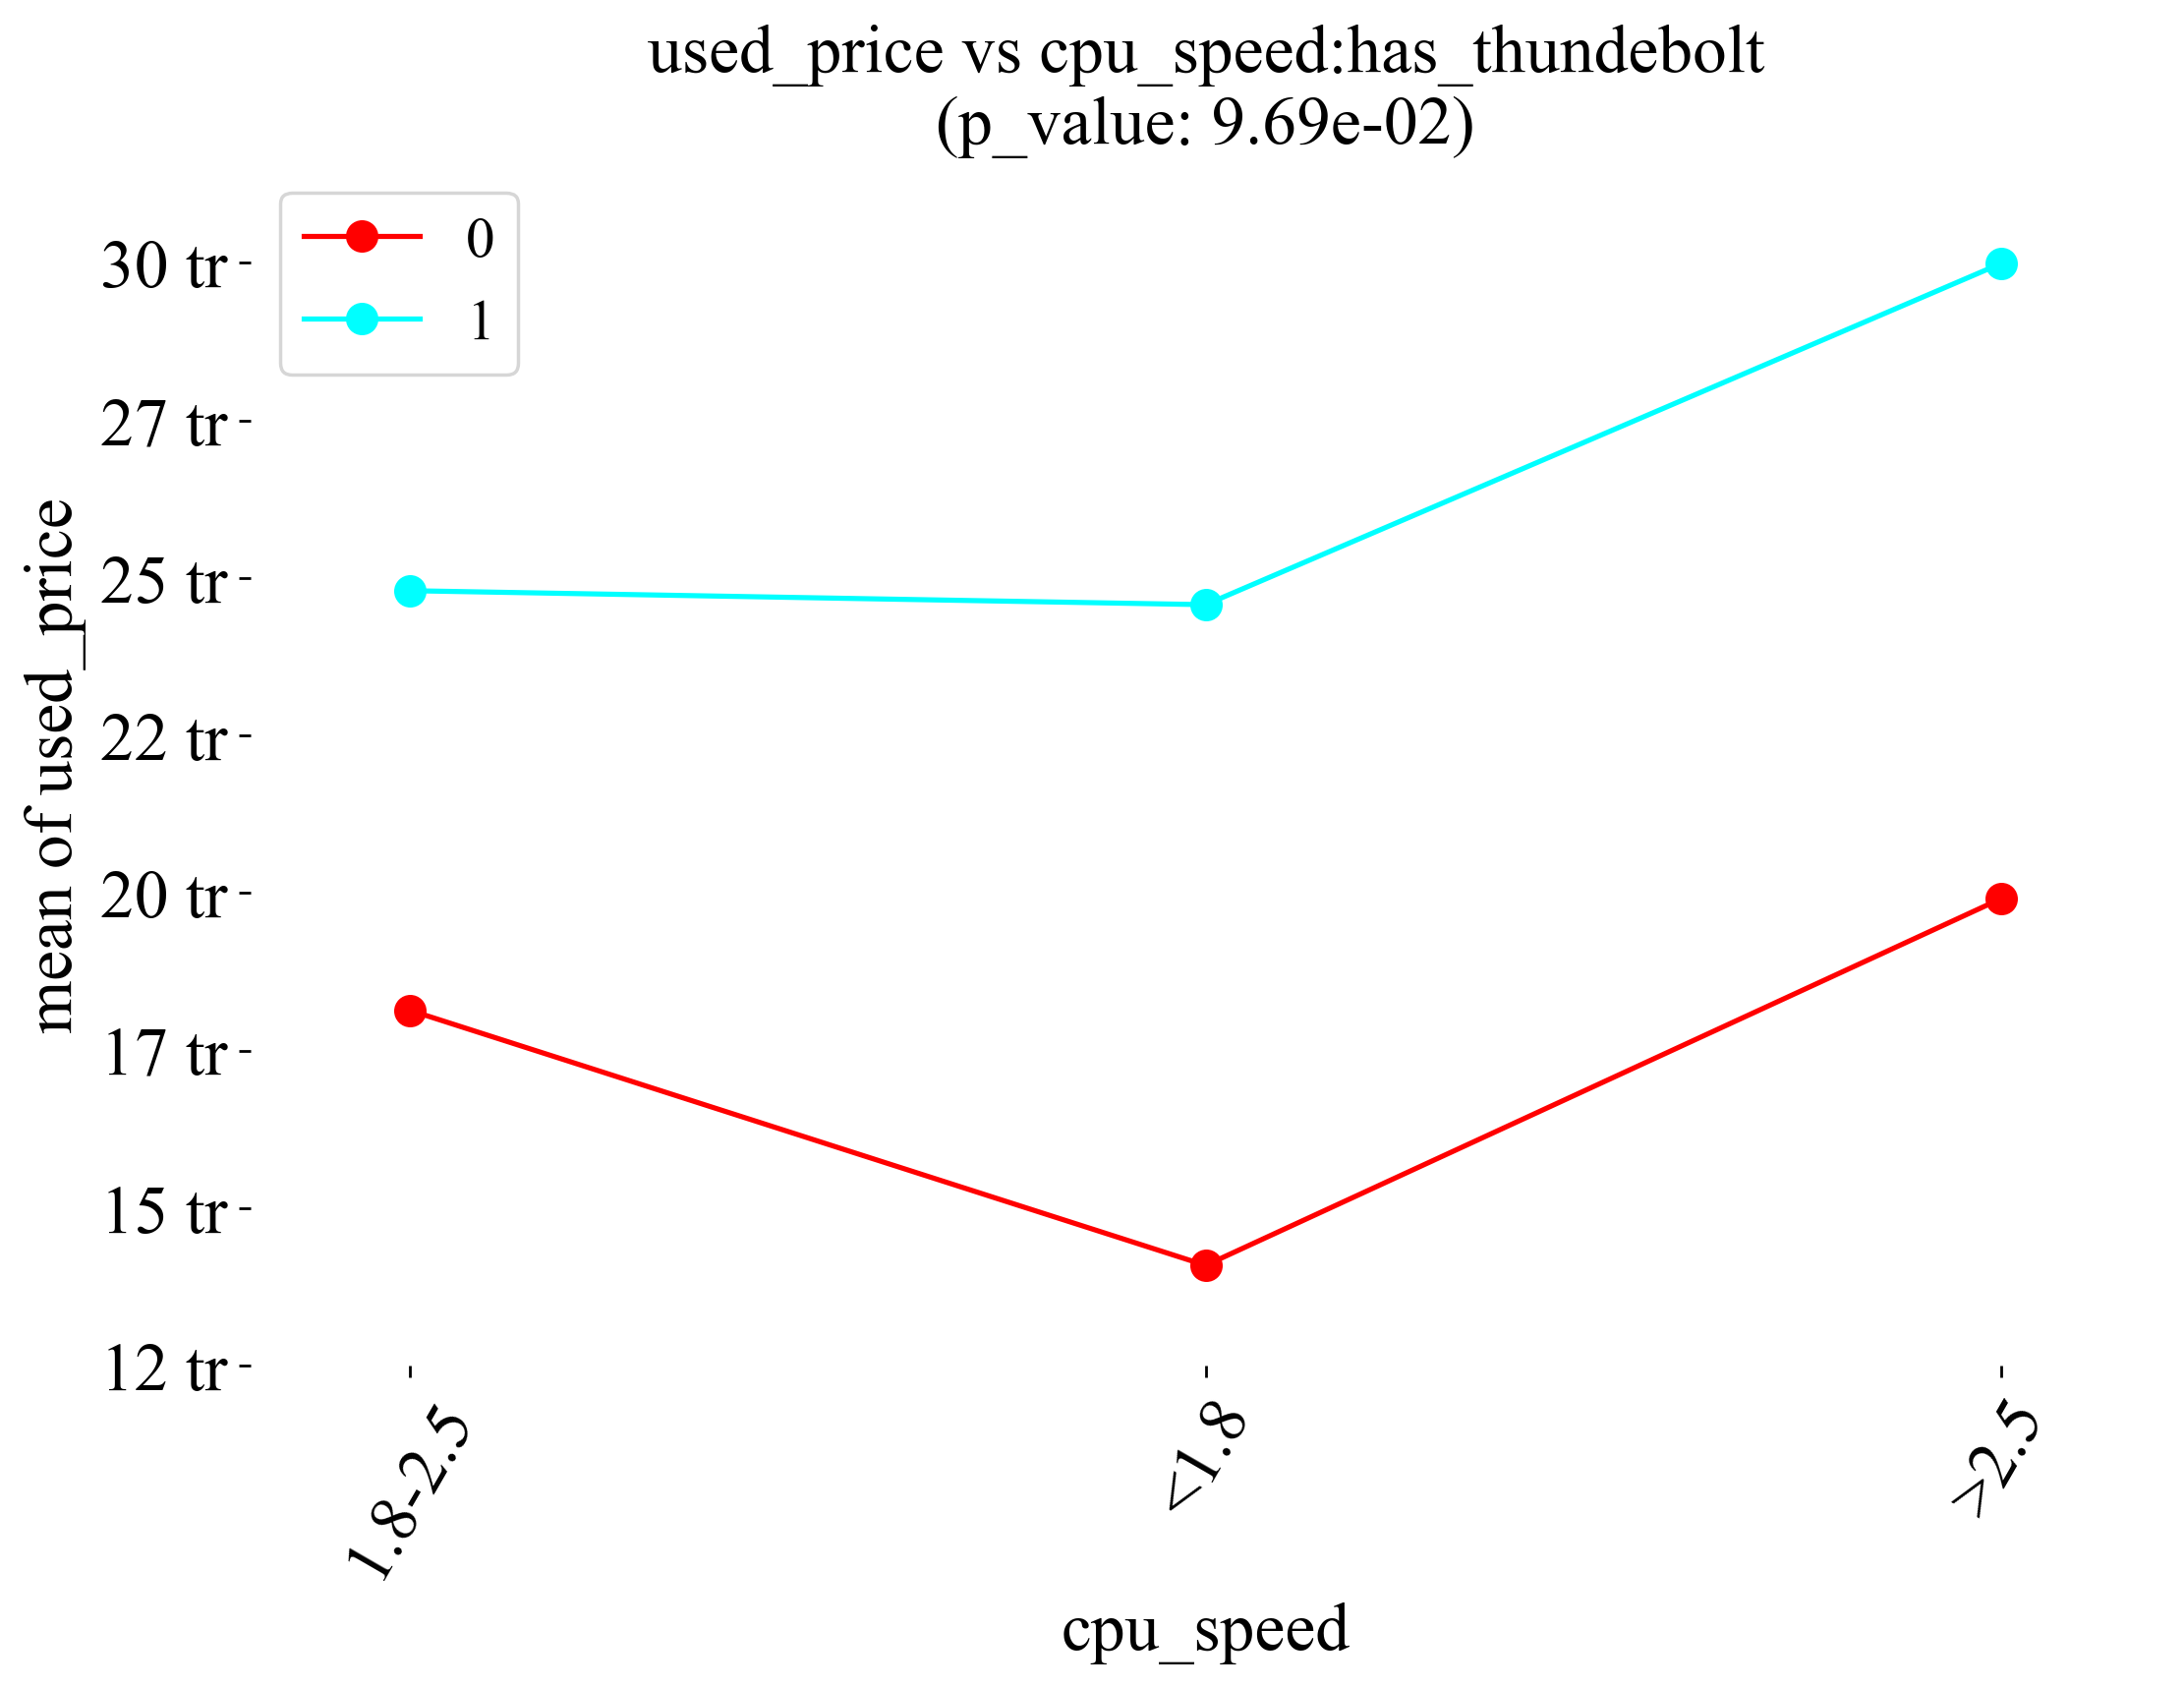 used_price vs cpu_speed:has_thundebolt
(p_value: 9.69e-02)
0
1
30 tr
27 tr
25 tr
22 tr
20 tr
17 tr
15 tr
12 tr
mean of used_price
1.8-2.5
<1.8
>2.5
cpu_speed